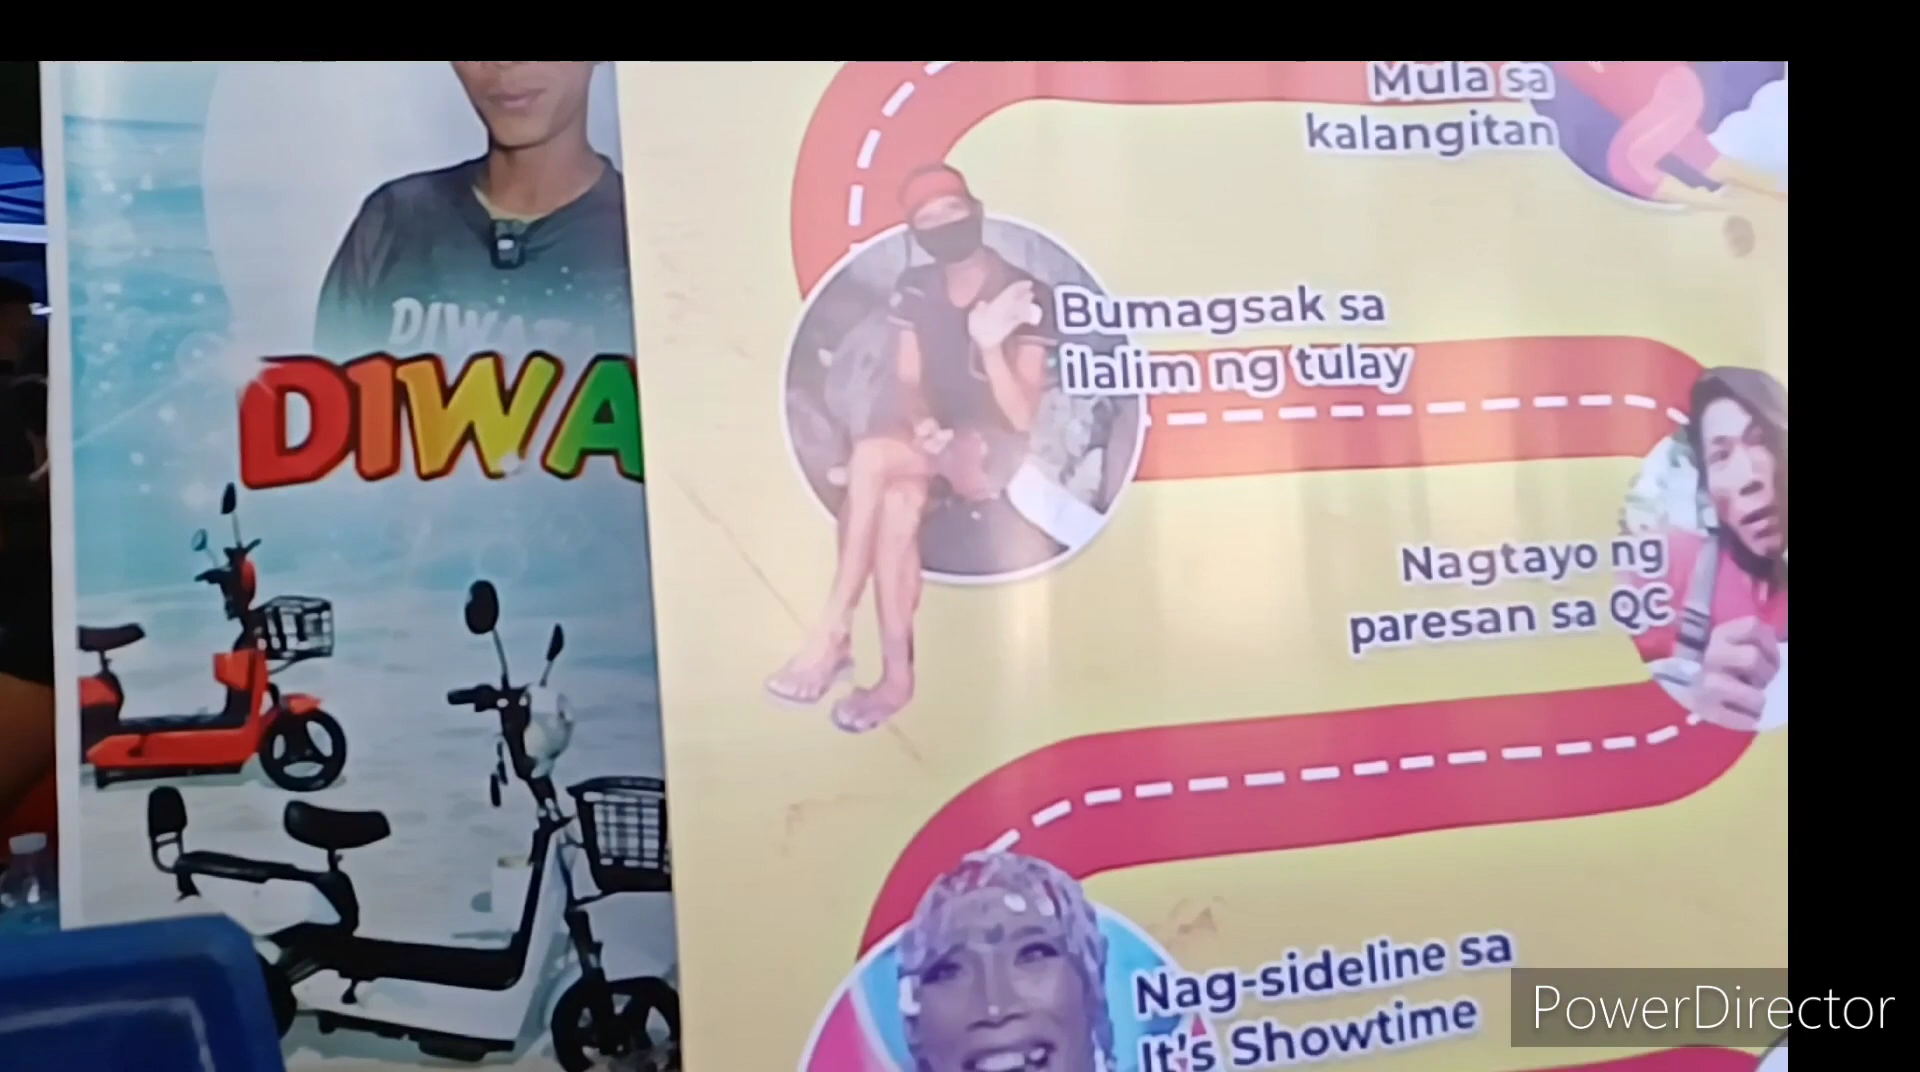 DIWATA
DIWA
Mula sa
kalangitan
Bumagsak sa
ilalim ng tulay
Nagtayo ng
paresan sa QC
Nag-sideline sa
It's Showtime
PowerDirector